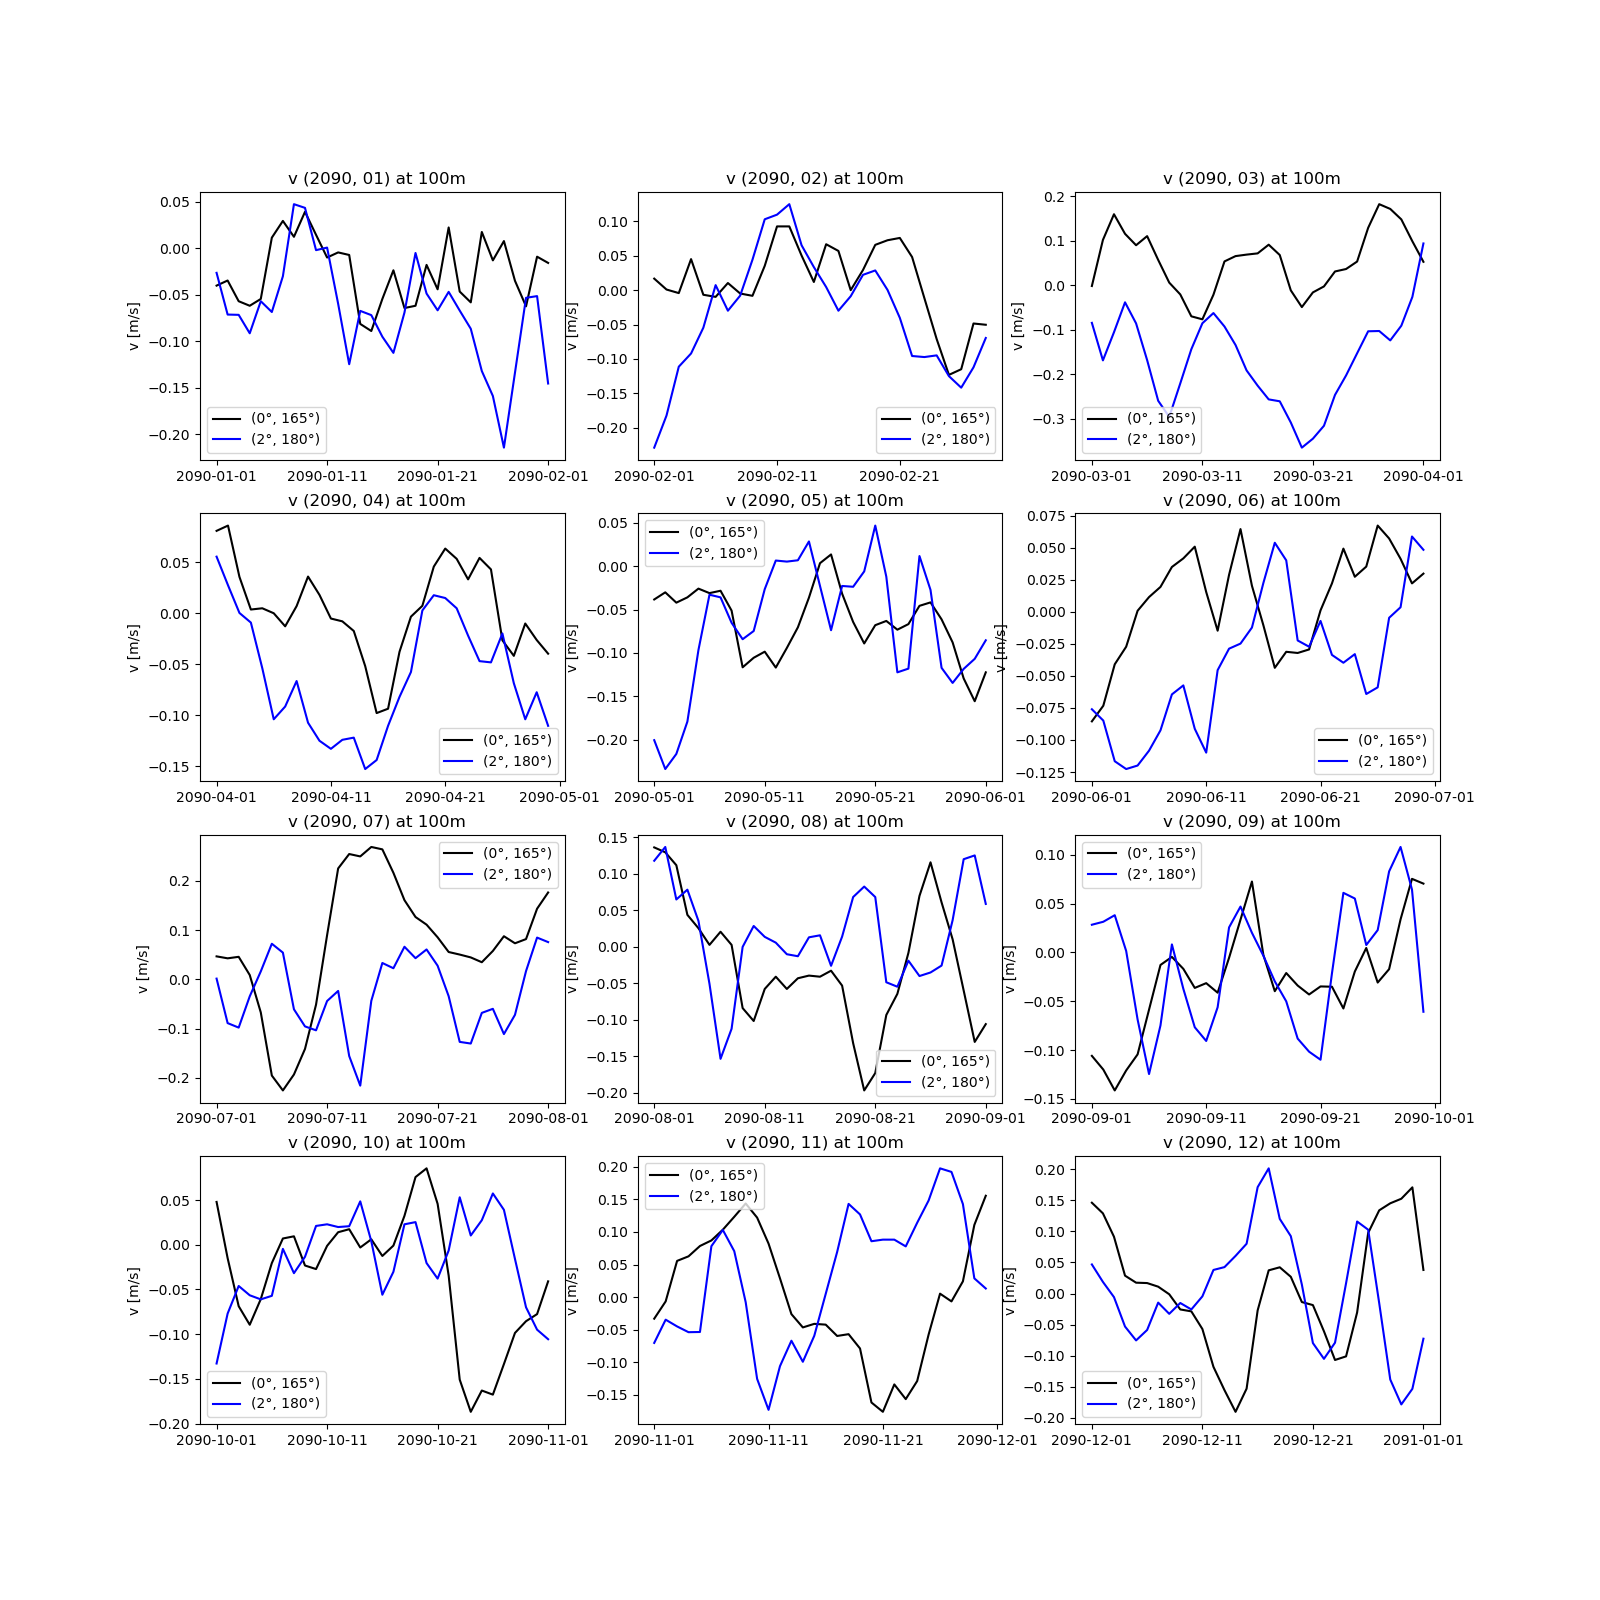 v (2090, 01) at 100m
v [m/s]
0.05
0.00
−0.05
−0.10
−0.15
−0.20
(0°, 165°)
(2°, 180°)
2090-01-01 2090-01-11 2090-01-21 2090-02-01
v (2090, 02) at 100m
v [m/s]
0.10
0.05
0.00
−0.05
−0.10
−0.15
−0.20
(0°, 165°)
(2°, 180°)
2090-02-01 2090-02-11 2090-02-21
v (2090, 03) at 100m
v [m/s]
0.2
0.1
0.0
−0.1
−0.2
−0.3
(0°, 165°)
(2°, 180°)
2090-03-01 2090-03-11 2090-03-21 2090-04-01
v (2090, 04) at 100m
v [m/s]
0.05
0.00
−0.05
−0.10
−0.15
(0°, 165°)
(2°, 180°)
2090-04-01 2090-04-11 2090-04-21 2090-05-01
v (2090, 05) at 100m
v [m/s]
0.05
0.00
−0.05
−0.10
−0.15
−0.20
(0°, 165°)
(2°, 180°)
2090-05-01 2090-05-11 2090-05-21 2090-06-01
v (2090, 06) at 100m
v [m/s]
0.075
0.050
0.025
0.000
−0.025
−0.050
−0.075
−0.100
−0.125
(0°, 165°)
(2°, 180°)
2090-06-01 2090-06-11 2090-06-21 2090-07-01
v (2090, 07) at 100m
v [m/s]
0.2
0.1
0.0
−0.1
−0.2
(0°, 165°)
(2°, 180°)
2090-07-01 2090-07-11 2090-07-21 2090-08-01
v (2090, 08) at 100m
v [m/s]
0.15
0.10
0.05
0.00
−0.05
−0.10
−0.15
−0.20
(0°, 165°)
(2°, 180°)
2090-08-01 2090-08-11 2090-08-21 2090-09-01
v (2090, 09) at 100m
v [m/s]
0.10
0.05
0.00
−0.05
−0.10
−0.15
(0°, 165°)
(2°, 180°)
2090-09-01 2090-09-11 2090-09-21 2090-10-01
v (2090, 10) at 100m
v [m/s]
0.05
0.00
−0.05
−0.10
−0.15
−0.20
(0°, 165°)
(2°, 180°)
2090-10-01 2090-10-11 2090-10-21 2090-11-01
v (2090, 11) at 100m
v [m/s]
0.20
0.15
0.10
0.05
0.00
−0.05
−0.10
−0.15
(0°, 165°)
(2°, 180°)
2090-11-01 2090-11-11 2090-11-21 2090-12-01
v (2090, 12) at 100m
v [m/s]
0.20
0.15
0.10
0.05
0.00
−0.05
−0.10
−0.15
−0.20
(0°, 165°)
(2°, 180°)
2090-12-01 2090-12-11 2090-12-21 2091-01-01